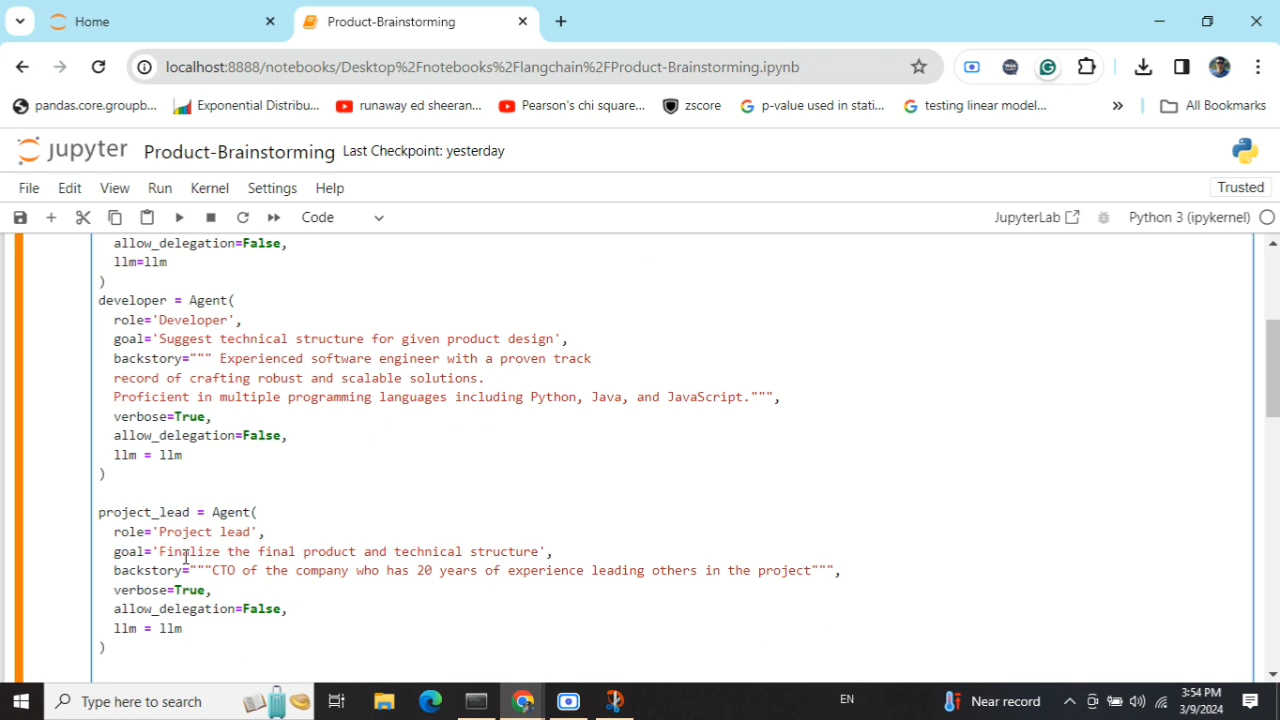 Home
Product-Brainstorming
localhost:8888/notebooks/Desktop%2Fnotebooks%2Flangchain%2FProduct-Brainstorming.ipynb
pandas.core.groupb...
Exponential Distribu...
runaway ed sheeran...
Pearson's chi square...
zscore
p-value used in stati...
testing linear model...
» All Bookmarks
jupyter Product-Brainstorming Last Checkpoint: yesterday
File Edit View Run Kernel Settings Help
Trusted
Code
JupyterLab
Python 3 (ipykernel)
allow_delegation=False,
llm=llm
)
developer = Agent(
role='Developer',
goal='Suggest technical structure for given product design',
backstory=""" Experienced software engineer with a proven track
record of crafting robust and scalable solutions.
Proficient in multiple programming languages including Python, Java, and JavaScript.""",
verbose=True,
allow_delegation=False,
llm = llm
)
project_lead = Agent(
role='Project lead',
goal='Finalize the final product and technical structure',
backstory="""CTO of the company who has 20 years of experience leading others in the project""",
verbose=True,
allow_delegation=False,
llm = llm
)
Type here to search
EN
Near record
3:54 PM
3/9/2024